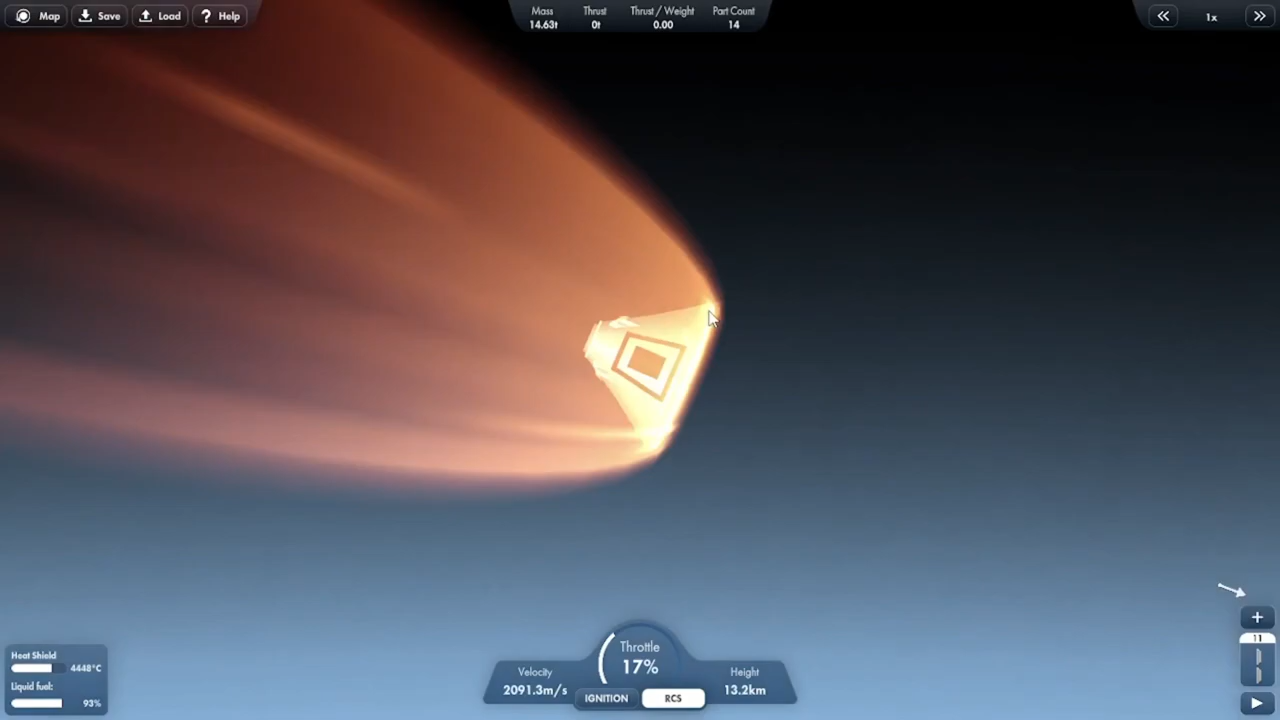 Map
Save
Load
Help
Mass
14.63t
Thrust
0t
Thrust / Weight
0.00
Part Count
14
1x
Heat Shield
4448°C
Liquid fuel:
93%
Throttle
17%
Velocity
2091.3m/s
Height
13.2km
IGNITION
RCS
11